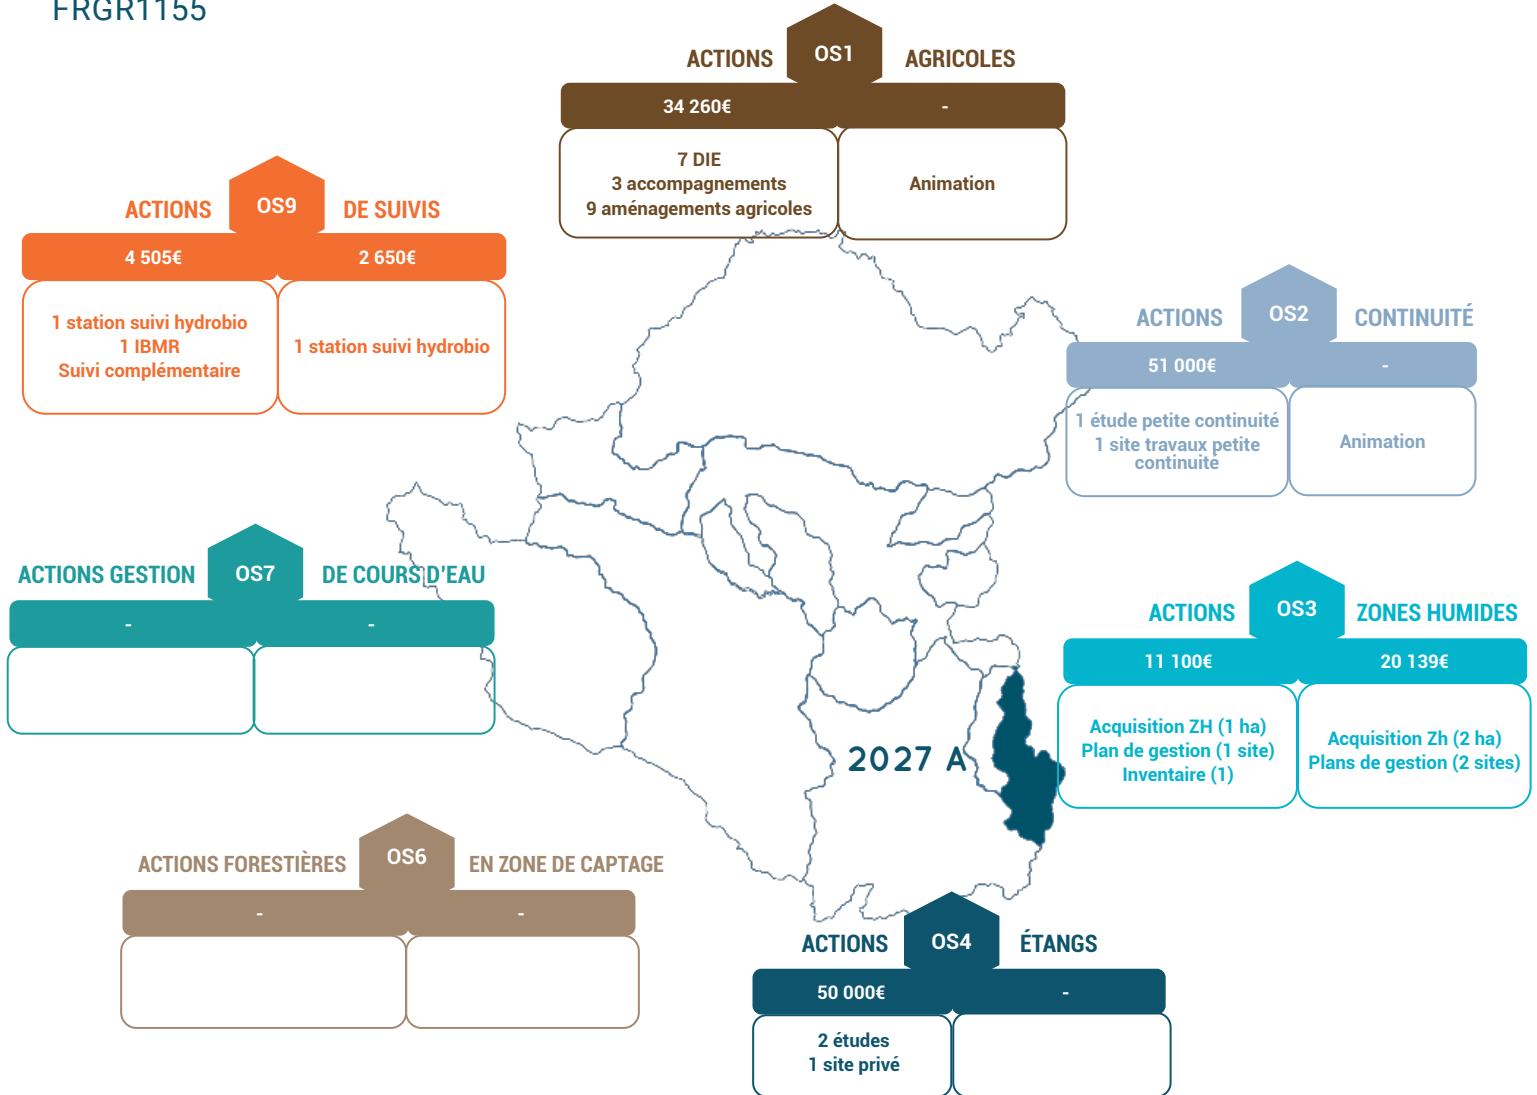 FRGR1155
ACTIONS OS1 AGRICOLES
34 260€ -
7 DIE
3 accompagnements
9 aménagements agricoles
Animation
ACTIONS OS9 DE SUIVIS
4 505€ 2 650€
1 station suivi hydrobio
1 IBMR
Suivi complémentaire
1 station suivi hydrobio
ACTIONS OS2 CONTINUITÉ
51 000€ -
1 étude petite continuité
1 site travaux petite
continuité
Animation
ACTIONS GESTION OS7 DE COURS D'EAU
- -
ACTIONS OS3 ZONES HUMIDES
11 100€ 20 139€
Acquisition ZH (1 ha)
Plan de gestion (1 site)
Inventaire (1)
Acquisition Zh (2 ha)
Plans de gestion (2 sites)
2027 A
ACTIONS FORESTIÈRES OS6 EN ZONE DE CAPTAGE
- -
ACTIONS OS4 ÉTANGS
50 000€ -
2 études
1 site privé